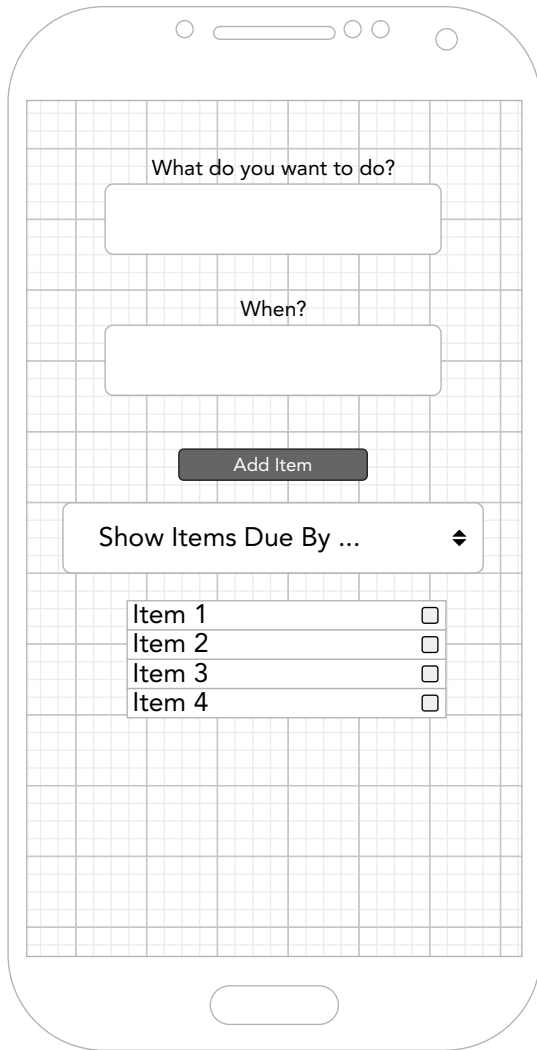 What do you want to do?
When?
Add Item
Show Items Due By ...
Item 1
Item 2
Item 3
Item 4